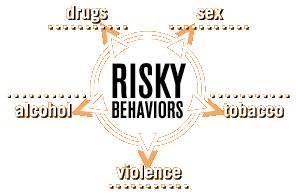 drugs
sex
RISKY
BEHAVIORS
alcohol
tobacco
violence